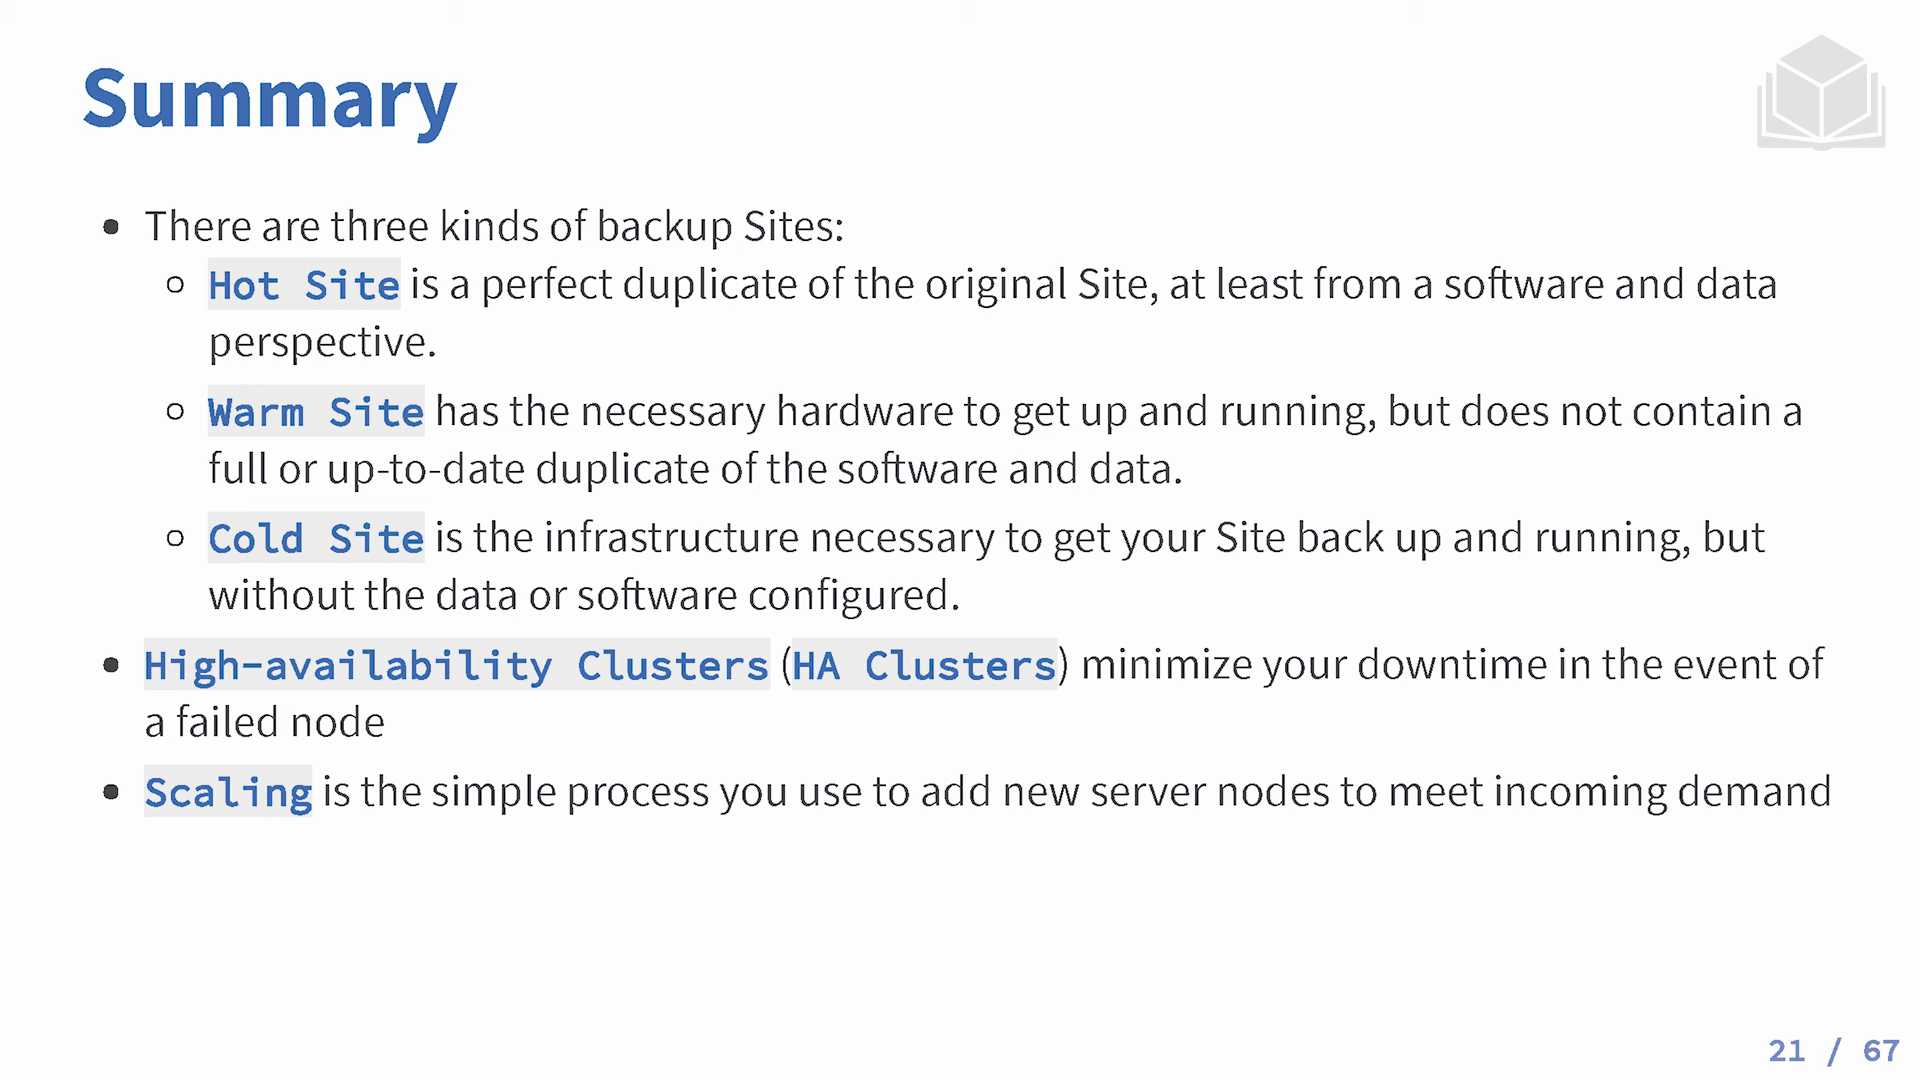 Summary
There are three kinds of backup Sites:
Hot Site is a perfect duplicate of the original Site, at least from a software and data
perspective.
Warm Site has the necessary hardware to get up and running, but does not contain a
full or up-to-date duplicate of the software and data.
Cold Site is the infrastructure necessary to get your Site back up and running, but
without the data or software configured.
High-availability Clusters (HA Clusters) minimize your downtime in the event of
a failed node
Scaling is the simple process you use to add new server nodes to meet incoming demand
21 / 67